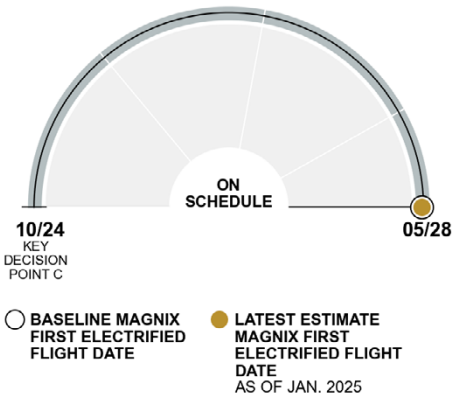 ON
SCHEDULE
10/24
KEY
DECISION
POINT C
05/28
BASELINE MAGNIX
FIRST ELECTRIFIED
FLIGHT DATE
LATEST ESTIMATE
MAGNIX FIRST
ELECTRIFIED FLIGHT
DATE
AS OF JAN. 2025